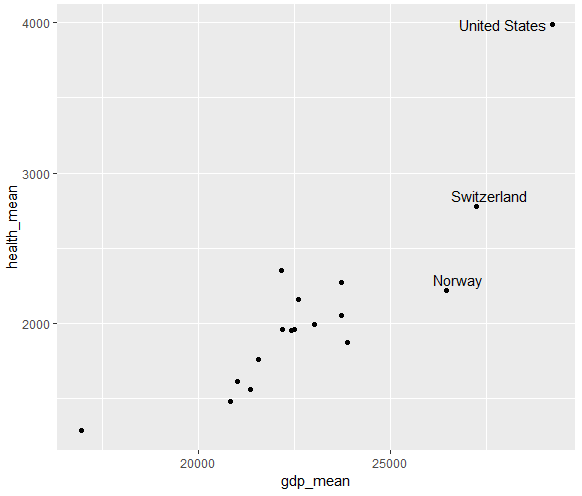 4000
United States
3000
Switzerland
Norway
2000
health_mean
20000
25000
gdp_mean